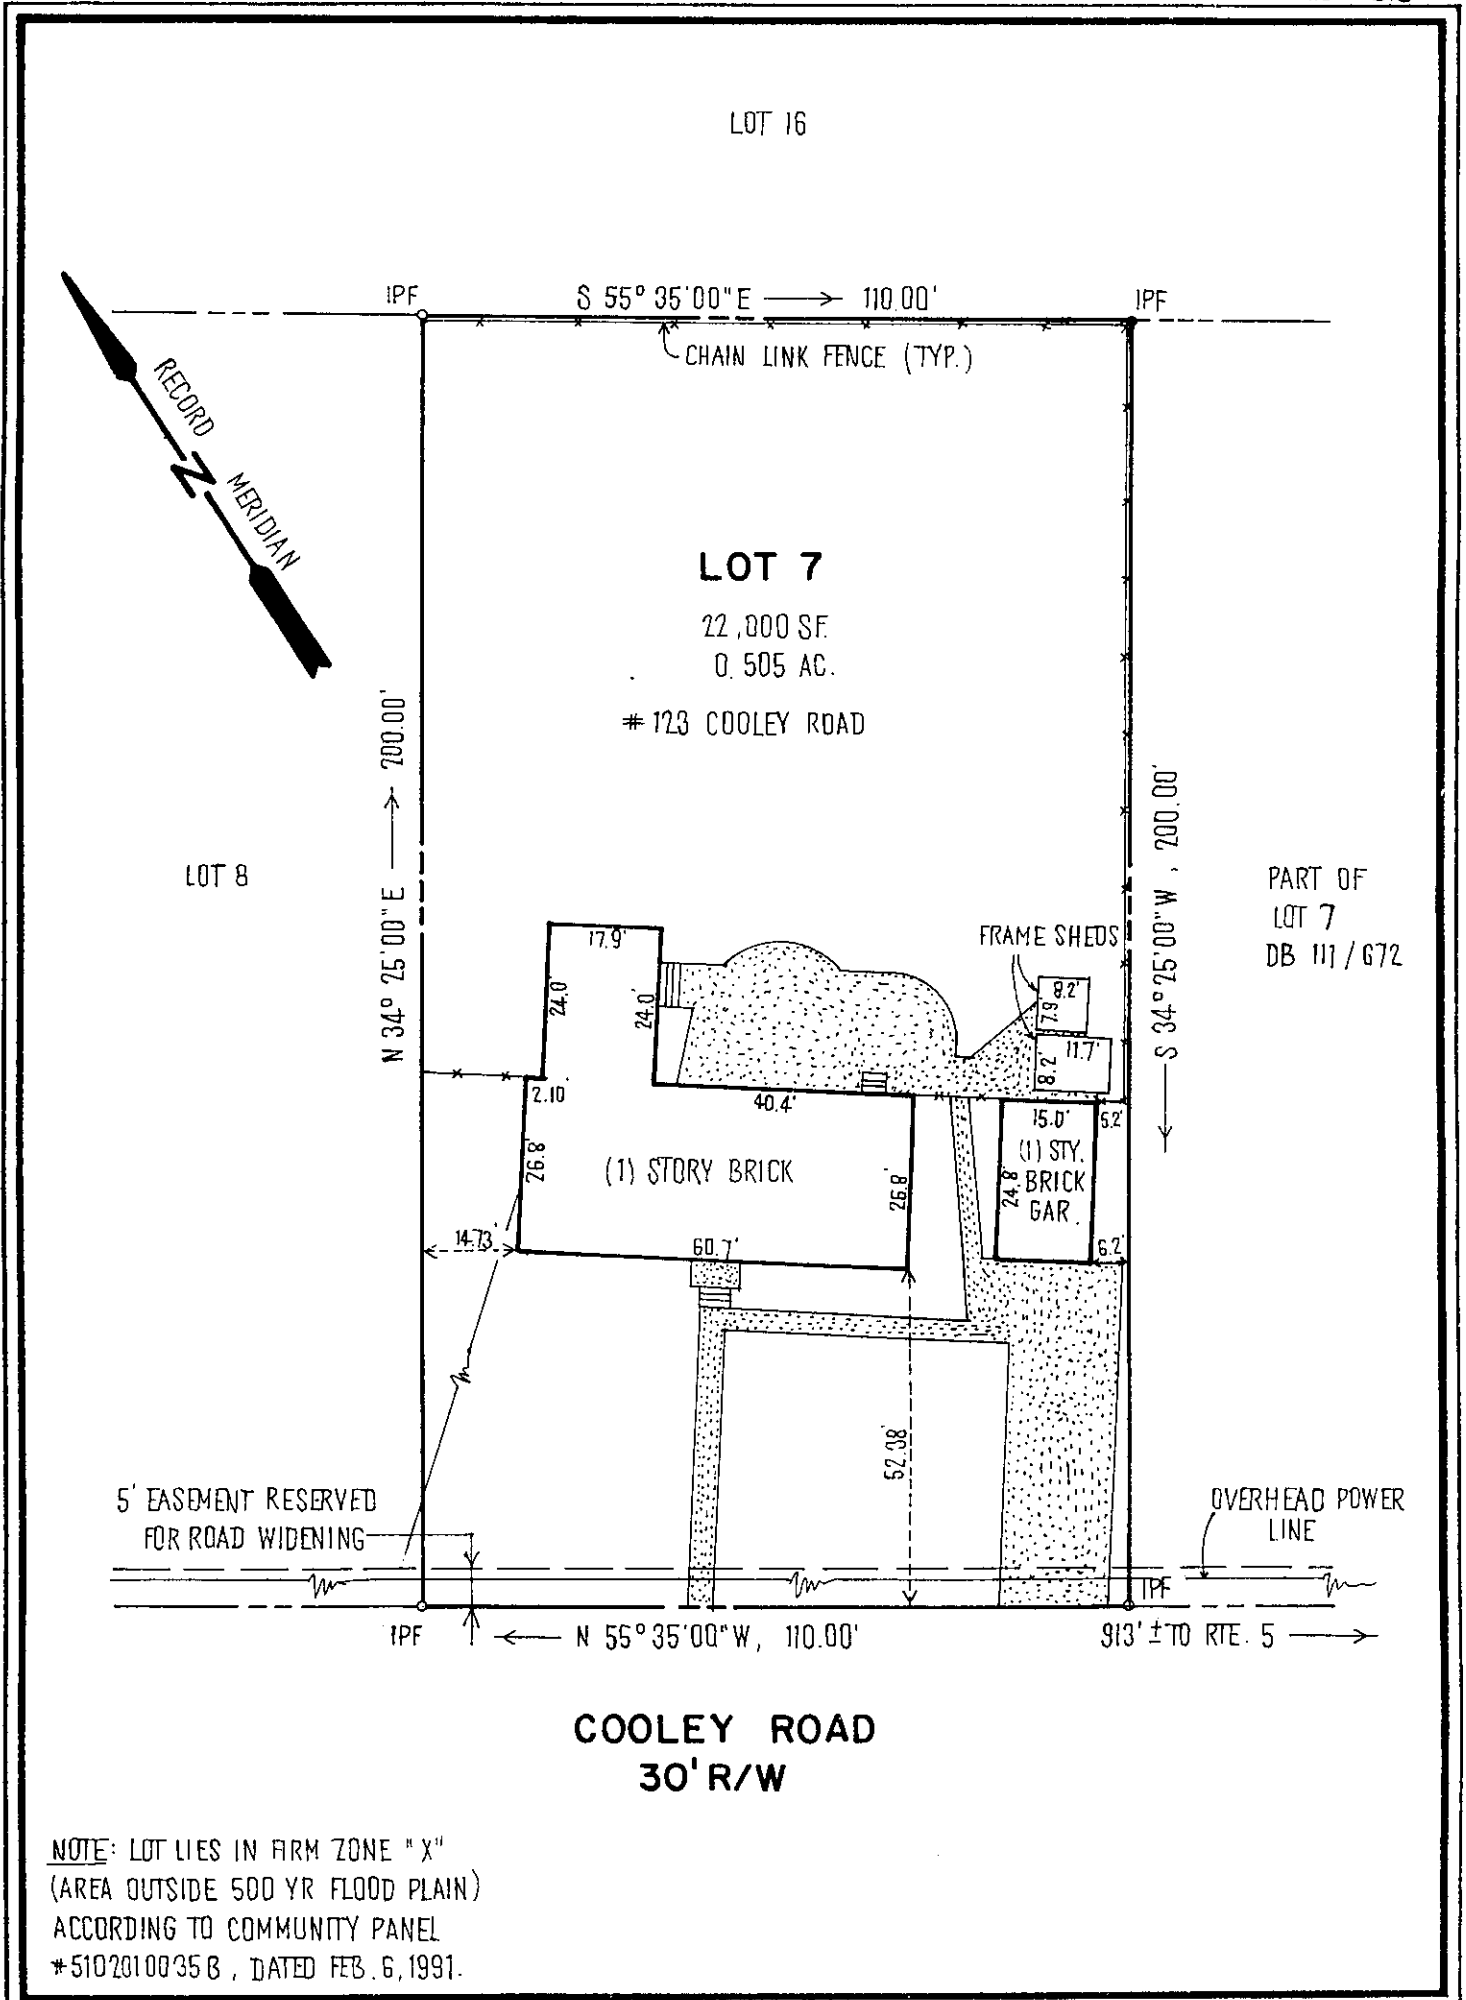 LOT 16
IPF
S 55° 35'00"E → 110.00'
IPF
CHAIN LINK FENCE (TYP.)
RECORD
N
MERIDIAN
LOT 7
22,000 SF.
0.505 AC.
# 123 COOLEY ROAD
N 34° 25'00"E → 200.00'
S 34° 25'00"W, 200.00'
LOT 8
PART OF
LOT 7
DB 111 / 672
FRAME SHEDS
17.9'
24.0'
24.0'
8.2'
7.9'
11.7'
8.2'
2.10'
40.4'
15.0'
5.2'
26.8'
(1) STORY BRICK
26.8'
(1) STY.
BRICK
GAR.
24.8'
14.73'
60.7'
6.2'
52.38'
5' EASEMENT RESERVED
FOR ROAD WIDENING
OVERHEAD POWER
LINE
IPF
IPF
← N 55° 35'00"W, 110.00'
913' ± TO RTE. 5 →
COOLEY ROAD
30' R/W
NOTE: LOT LIES IN FIRM ZONE "X"
(AREA OUTSIDE 500 YR FLOOD PLAIN)
ACCORDING TO COMMUNITY PANEL
#5102010035B, DATED FEB. 6, 1991.